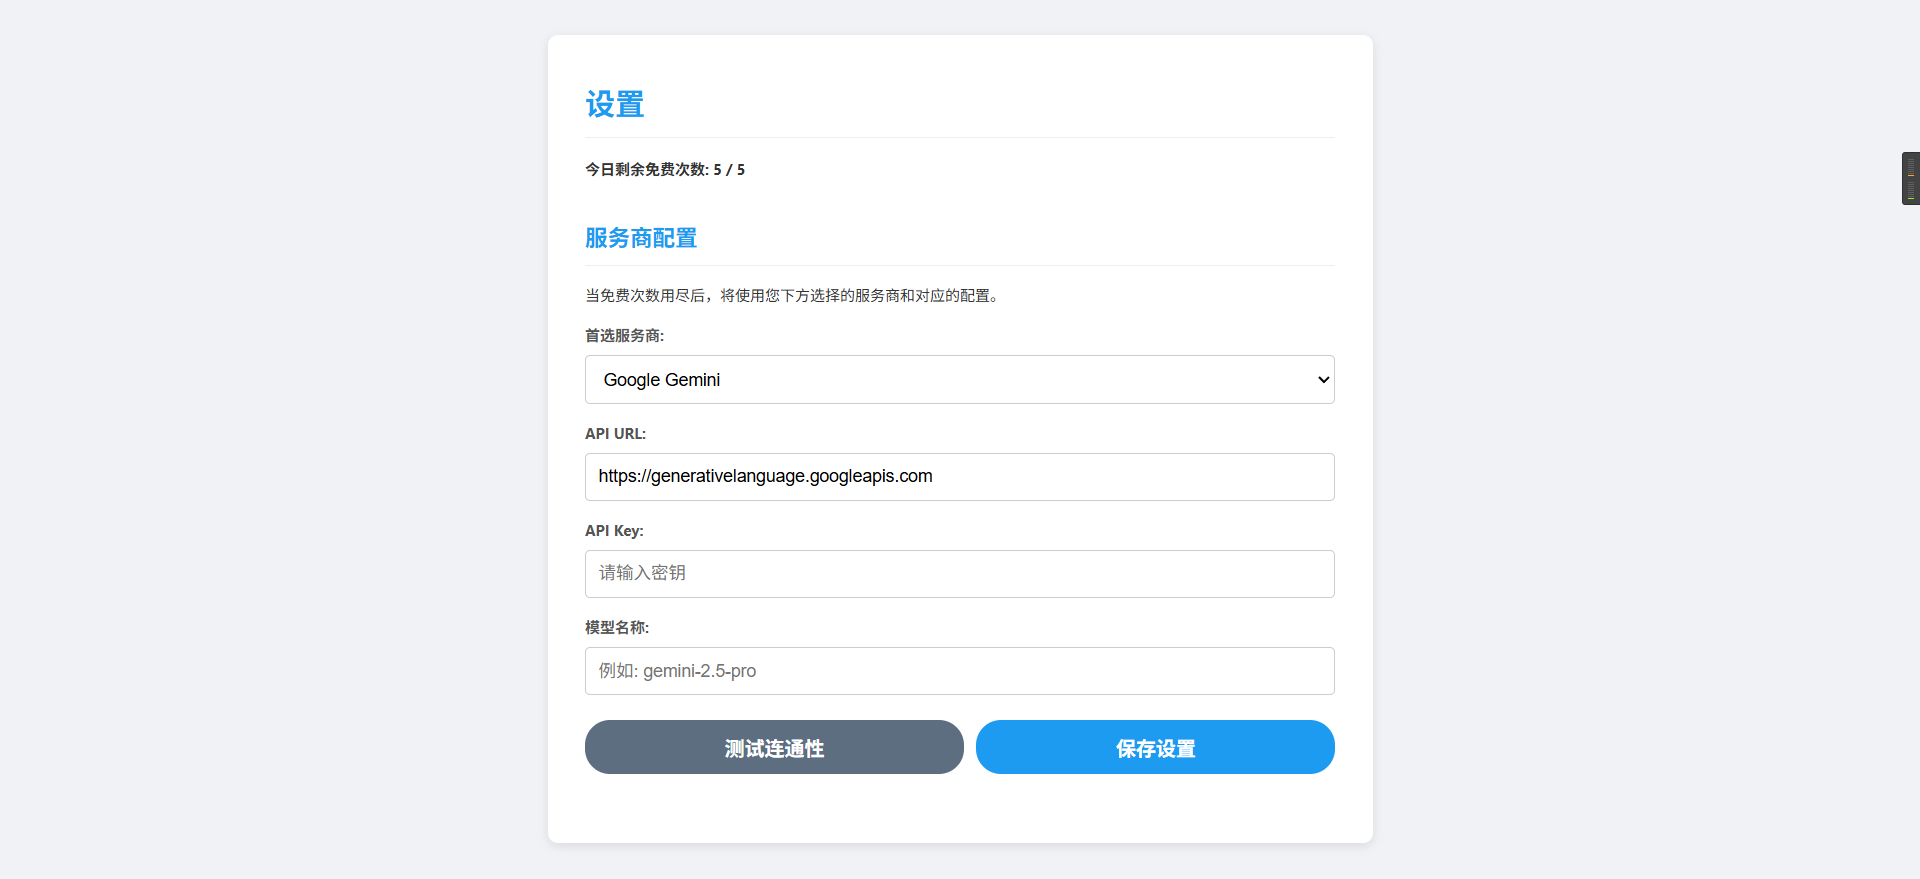 设置
今日剩余免费次数: 5 / 5
服务商配置
当免费次数用尽后，将使用您下方选择的服务商和对应的配置。
首选服务商:
Google Gemini
API URL:
https://generativelanguage.googleapis.com
API Key:
请输入密钥
模型名称:
例如: gemini-2.5-pro
测试连通性
保存设置